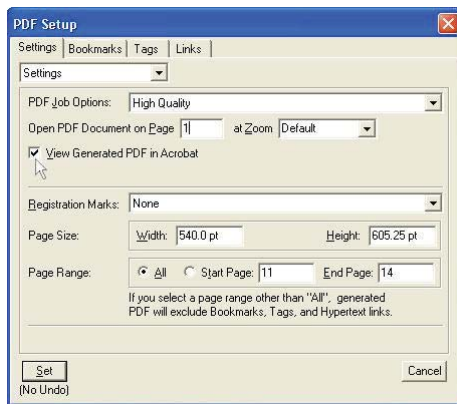 PDF Setup
Settings Bookmarks Tags Links
Settings
PDF Job Options: High Quality
Open PDF Document on Page 1 at Zoom Default
View Generated PDF in Acrobat
Registration Marks: None
Page Size: Width: 540.0 pt Height: 605.25 pt
Page Range: All Start Page: 11 End Page: 14
If you select a page range other than "All", generated
PDF will exclude Bookmarks, Tags, and Hypertext links.
Set Cancel
(No Undo)